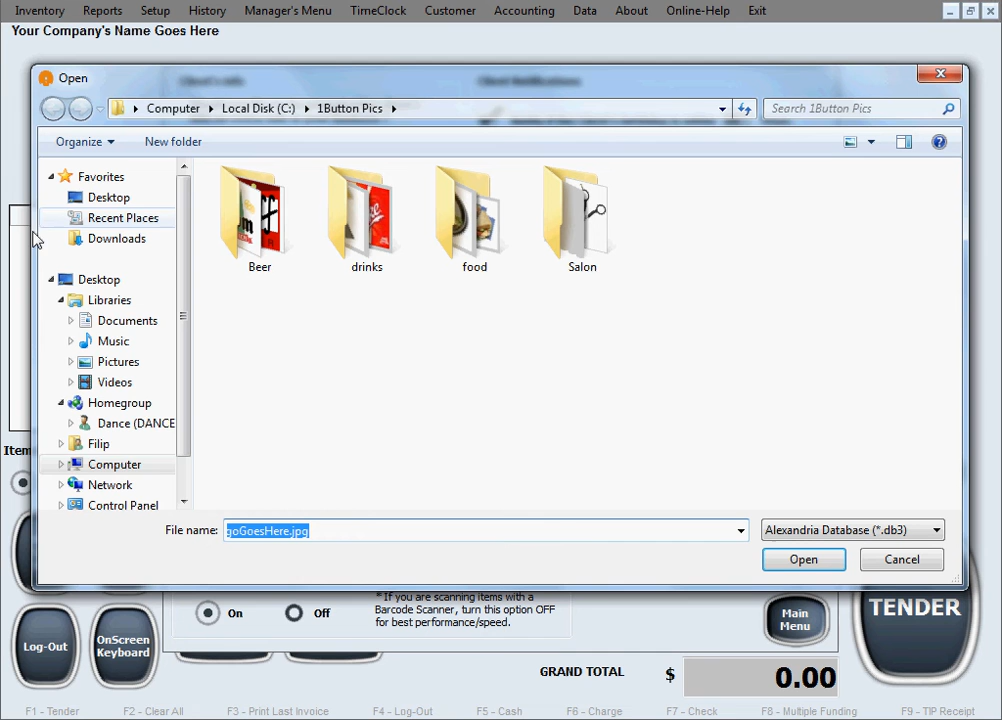 Inventory Reports Setup History Manager's Menu TimeClock Customer Accounting Data About Online-Help Exit
Your Company's Name Goes Here
Open
Client's Info Client Notifications
Computer Local Disk (C:) 1Button Pics
Search 1Button Pics
Organize New folder
Favorites
Desktop
Recent Places
Downloads
Desktop
Libraries
Documents
Music
Pictures
Videos
Homegroup
Dance (DANCE
Filip
Computer
Network
Control Panel
Beer drinks food Salon
Item
File name: goGoesHere.jpg
Alexandria Database (*.db3)
Open Cancel
On Off
* If you are scanning items with a
Barcode Scanner, turn this option OFF
for best performance/speed.
Log-Out
OnScreen
Keyboard
Main
Menu
TENDER
GRAND TOTAL $ 0.00
F1 - Tender F2 - Clear All F3 - Print Last Invoice F4 - Log-Out F5 - Cash F6 - Charge F7 - Check F8 - Multiple Funding F9 - TIP Receipt